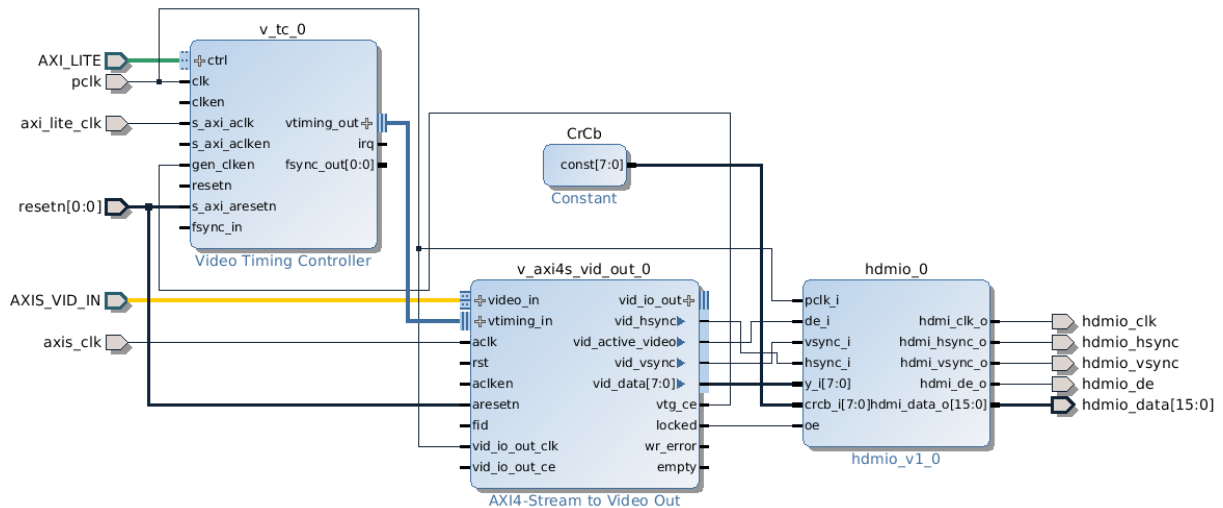 v_tc_0
AXI_LITE
pclk
axi_lite_clk
resetn[0:0]
AXIS_VID_IN
axis_clk
ctrl
clk
clken
s_axi_aclk
s_axi_aclken
gen_clken
resetn
s_axi_aresetn
fsync_in
vtiming_out
irq
fsync_out[0:0]
Video Timing Controller
CrCb
const[7:0]
Constant
v_axi4s_vid_out_0
video_in
vtiming_in
aclk
rst
aclken
aresetn
fid
vid_io_out_clk
vid_io_out_ce
vid_io_out
vid_hsync
vid_active_video
vid_vsync
vid_data[7:0]
vtg_ce
locked
wr_error
empty
AXI4-Stream to Video Out
hdmio_0
pclk_i
de_i
vsync_i
hsync_i
y_i[7:0]
crcb_i[7:0]
oe
hdmi_clk_o
hdmi_hsync_o
hdmi_vsync_o
hdmi_de_o
hdmi_data_o[15:0]
hdmio_v1_0
hdmio_clk
hdmio_hsync
hdmio_vsync
hdmio_de
hdmio_data[15:0]